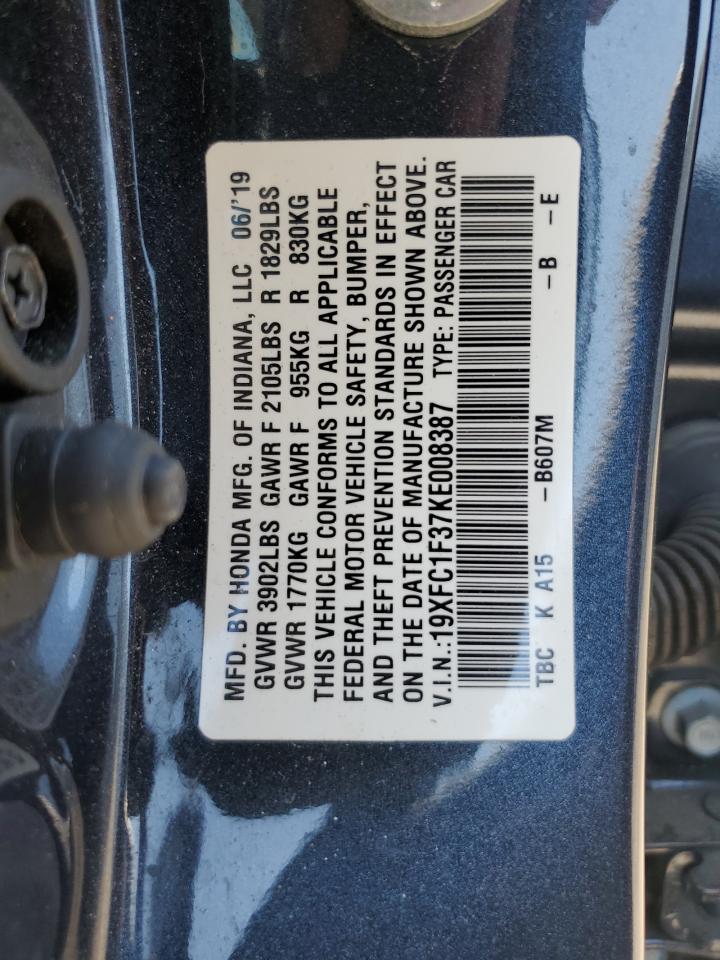 MFD. BY HONDA MFG. OF INDIANA, LLC 06/'19
GVWR 3902LBS GAWR F 2105LBS R 1829LBS
GVWR 1770KG GAWR F 955KG R 830KG
THIS VEHICLE CONFORMS TO ALL APPLICABLE
FEDERAL MOTOR VEHICLE SAFETY, BUMPER,
AND THEFT PREVENTION STANDARDS IN EFFECT
ON THE DATE OF MANUFACTURE SHOWN ABOVE.
V.I.N.:19XFC1F37KE008387 TYPE: PASSENGER CAR
TBC K A15 -B607M -B -E